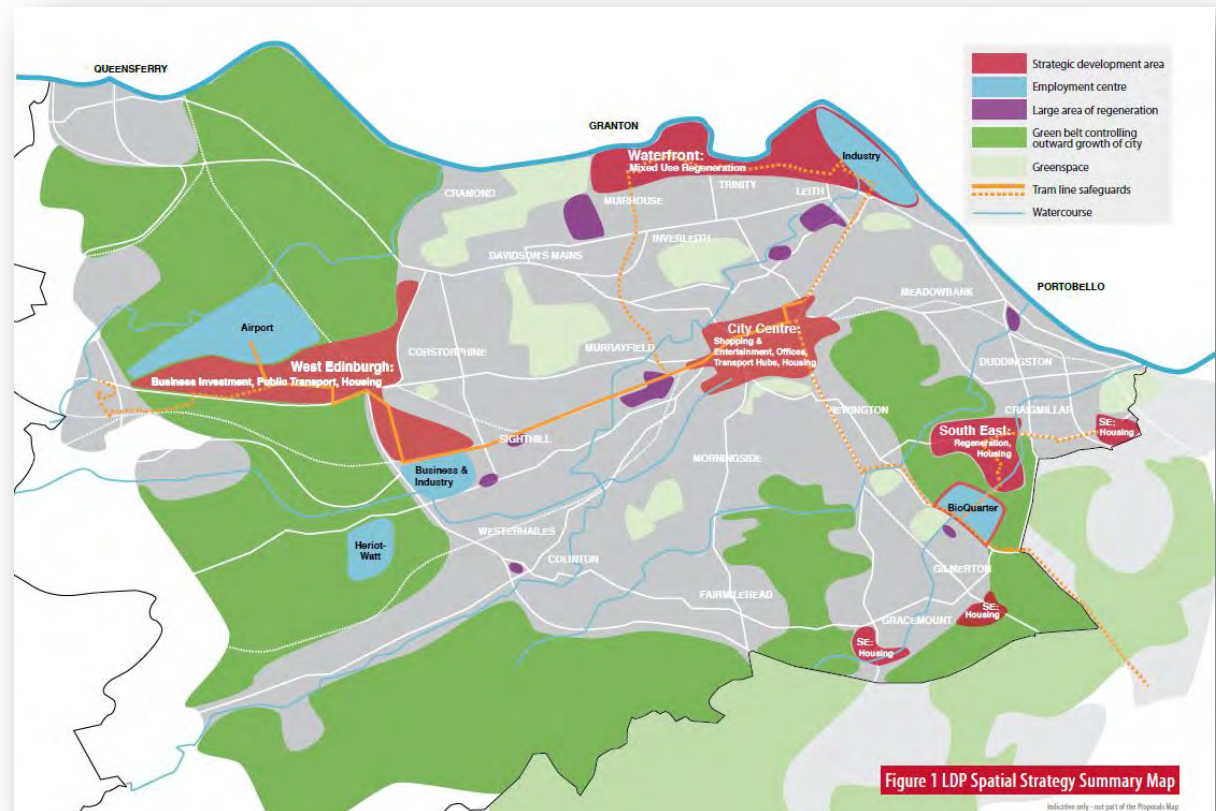 QUEENSFERRY
GRANTON
PORTOBELLO
Strategic development area
Employment centre
Large area of regeneration
Green belt controlling
outward growth of city
Greenspace
Tram line safeguards
Watercourse
Waterfront:
Mixed Use Regeneration
Industry
CRAMOND
MUIRHOUSE
TRINITY
LEITH
INVERLEITH
DAVIDSON'S MAINS
MEADOWBANK
Airport
West Edinburgh:
Business Investment, Public Transport, Housing
CORSTORPHINE
MURRAYFIELD
City Centre:
Shopping &
Entertainment, Offices,
Transport Hubs, Housing
DUDDINGSTON
NEWINGTON
CRAIGMILLAR
SIGHTHILL
South East:
Regeneration,
Housing
SE:
Housing
Business &
Industry
MORNINGSIDE
BioQuarter
Heriot-
Watt
WESTERHAILES
COLINTON
GILMERTON
FAIRMILEHEAD
GRACEMOUNT
SE:
Housing
SE:
Housing
Figure 1 LDP Spatial Strategy Summary Map
Indicative only - not part of the Proposals Map